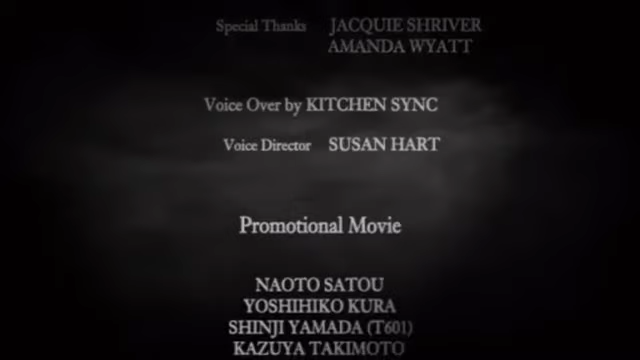 Special Thanks JACQUIE SHRIVER
AMANDA WYATT
Voice Over by KITCHEN SYNC
Voice Director SUSAN HART
Promotional Movie
NAOTO SATOU
YOSHIHIKO KURA
SHINJI YAMADA (T601)
KAZUYA TAKIMOTO